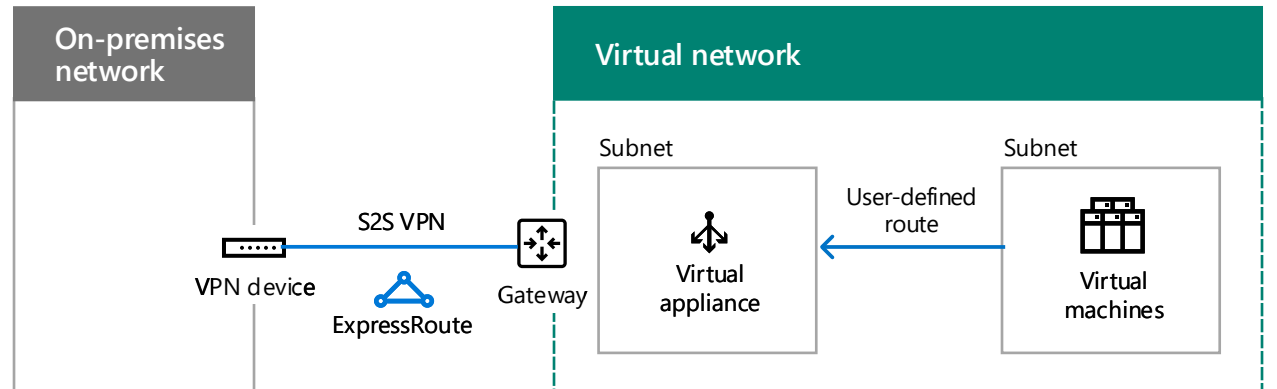 On-premises
network
Virtual network
Subnet
Subnet
User-defined
route
S2S VPN
VPN device
ExpressRoute
Gateway
Virtual
appliance
Virtual
machines